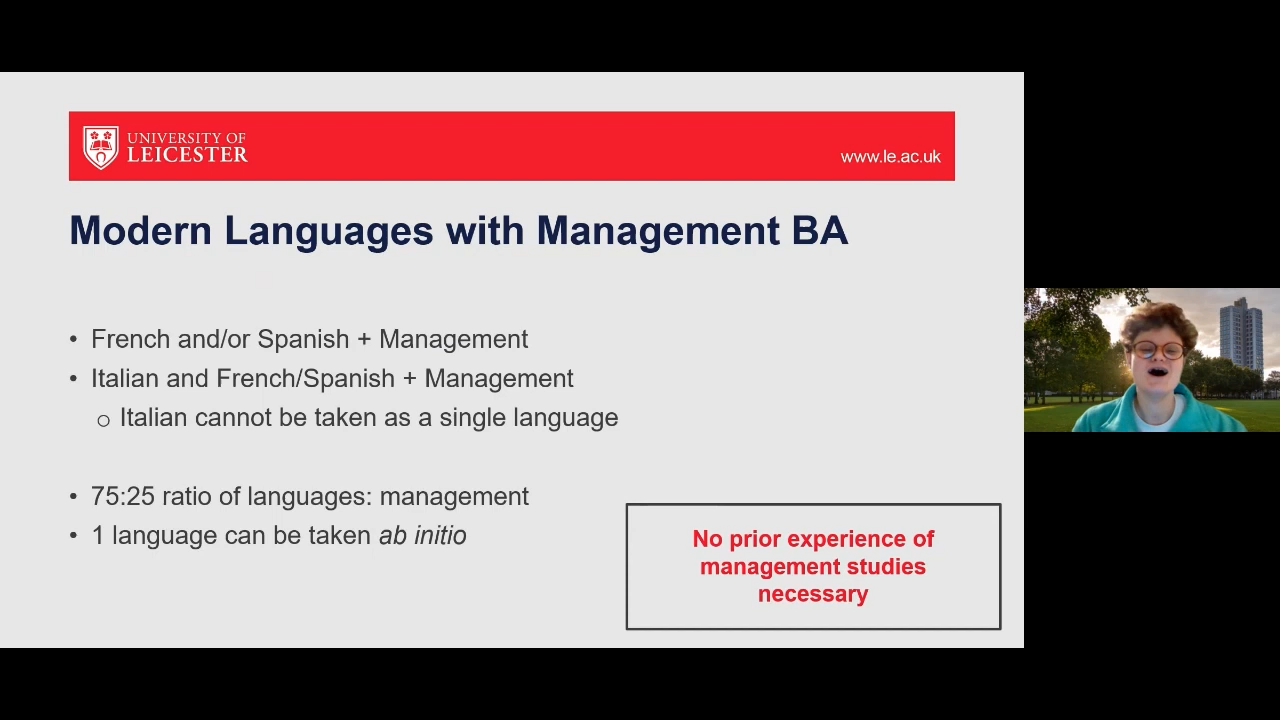 UNIVERSITY OF
LEICESTER
www.le.ac.uk
Modern Languages with Management BA
• French and/or Spanish + Management
• Italian and French/Spanish + Management
o Italian cannot be taken as a single language
• 75:25 ratio of languages: management
• 1 language can be taken ab initio
No prior experience of
management studies
necessary